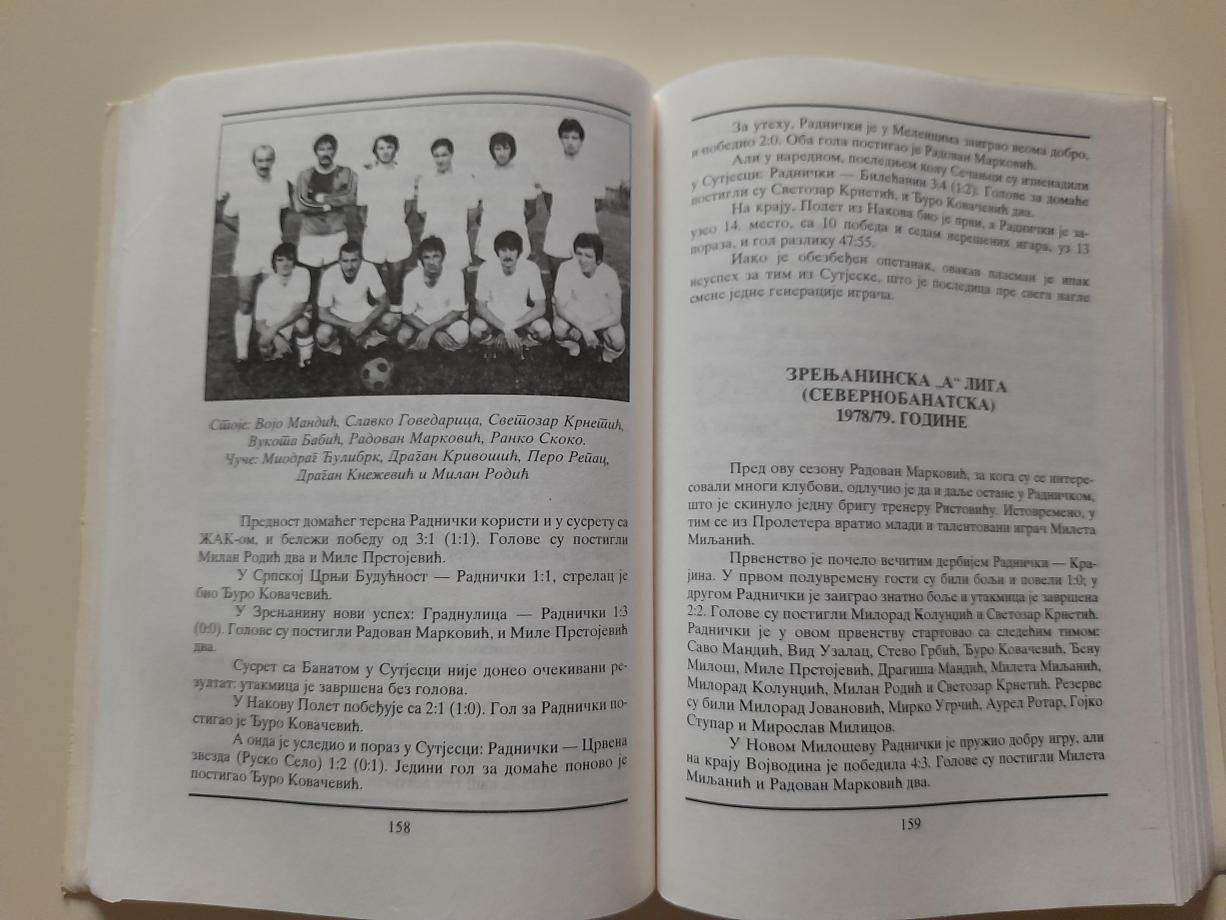 Стоје: Војо Мандић, Славко Говедарица, Светозар Крнетић,
Вукота Бабић, Радован Марковић, Ранко Скоко.
Чуче: Миодраг Ћулибрк, Драган Кривошић, Перо Репац,
Драган Кнежевић и Милан Родић
Предност домаћег терена Раднички користи и у сусрету са
ЖАК-ом, и бележи победу од 3:1 (1:1). Голове су постигли
Милан Родић два и Миле Прстојевић.
У Српској Црњи Будућност — Раднички 1:1, стрелац је
био Ђуро Ковачевић.
У Зрењанину нови успех: Граднулица — Раднички 1:3
(0:0). Голове су постигли Радован Марковић, и Миле Прстојевић
два.
Сусрет са Банатом у Сутјесци није донео очекивани ре-
зултат: утакмица је завршена без голова.
У Накову Полет побеђује са 2:1 (1:0). Гол за Раднички по-
стигао је Ђуро Ковачевић.
А онда је уследио и пораз у Сутјесци: Раднички — Црвена
звезда (Руско Село) 1:2 (0:1). Једини гол за домаће поново је
постигао Ђуро Ковачевић.
158
За утеху, Раднички је у Меленцима заиграо веома добро,
и победио 2:0. Оба гола постигао је Радован Марковић.
Али у наредном, последњем колу Сечањци су изненадили
у Сутјесци: Раднички — Билећанин 3:4 (1:2). Голове за домаће
постигли су Светозар Крнетић, и Ђуро Ковачевић два.
На крају, Полет из Накова био је први, а Раднички је за-
узео 14. место, са 10 победа и седам нерешених игара, уз 13
пораза, и гол разлику 47:55.
Иако је обезбеђен опстанак, овакав пласман је ипак
неуспех за тим из Сутјеске, што је последица пре свега нагле
смене једне генерације играча.
ЗРЕЊАНИНСКА „А“ ЛИГА
(СЕВЕРНОБАНАТСКА)
1978/79. ГОДИНЕ
Пред ову сезону Радован Марковић, за кога су се интере-
совали многи клубови, одлучио је да и даље остане у Радничком,
што је скинуло једну бригу тренеру Ристовићу. Истовремено, у
тим се из Пролетера вратио млади и талентовани играч Милета
Миљанић.
Првенство је почело вечитим дербијем Раднички — Кра-
јина. У првом полувремену гости су били бољи и повели 1:0; у
другом Раднички је заиграо знатно боље и утакмица је завршена
2:2. Голове су постигли Милорад Колунџић и Светозар Кристић.
Раднички је у овом првенству стартовао са следећим тимом:
Саво Мандић, Вид Узалац, Стево Грбић, Ђуро Ковачевић, Ђену
Милош, Миле Прстојевић, Драгиша Мандић, Милета Миљанић,
Милорад Колунџић, Милан Родић и Светозар Крнетић. Резерве
су били Милорад Јовановић, Мирко Угрчић, Аурел Ротар, Гојко
Ступар и Мирослав Милицов.
У Новом Милошеву Раднички је пружио добру игру, али
на крају Војводина је победила 4:3. Голове су постигли Милета
Миљанић и Радован Марковић два.
159